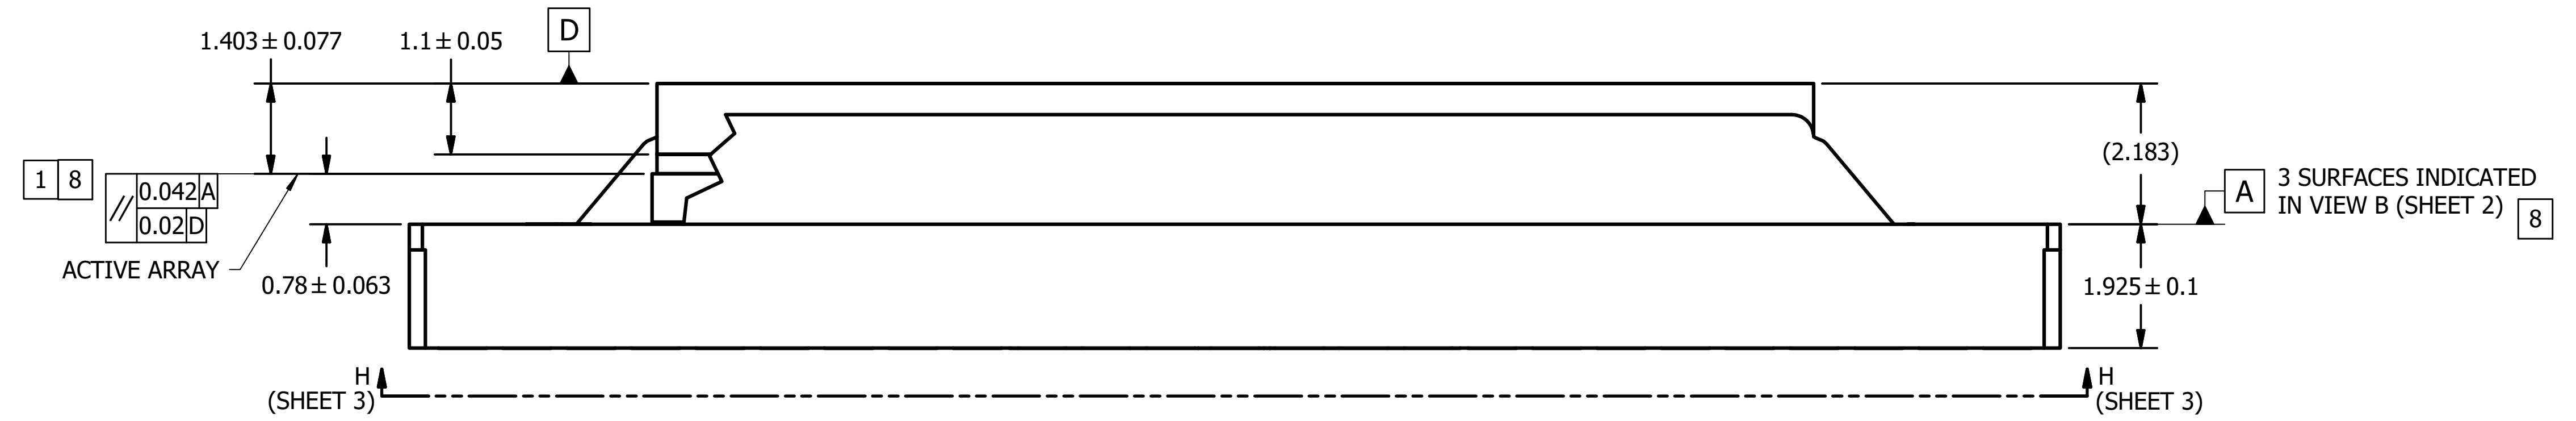 D
1.403±0.077
1.1±0.05
(2.183)
1 8
// 0.042 A
0.02 D
A
3 SURFACES INDICATED
IN VIEW B (SHEET 2)
8
ACTIVE ARRAY
0.78±0.063
1.925±0.1
H
(SHEET 3)
H
(SHEET 3)